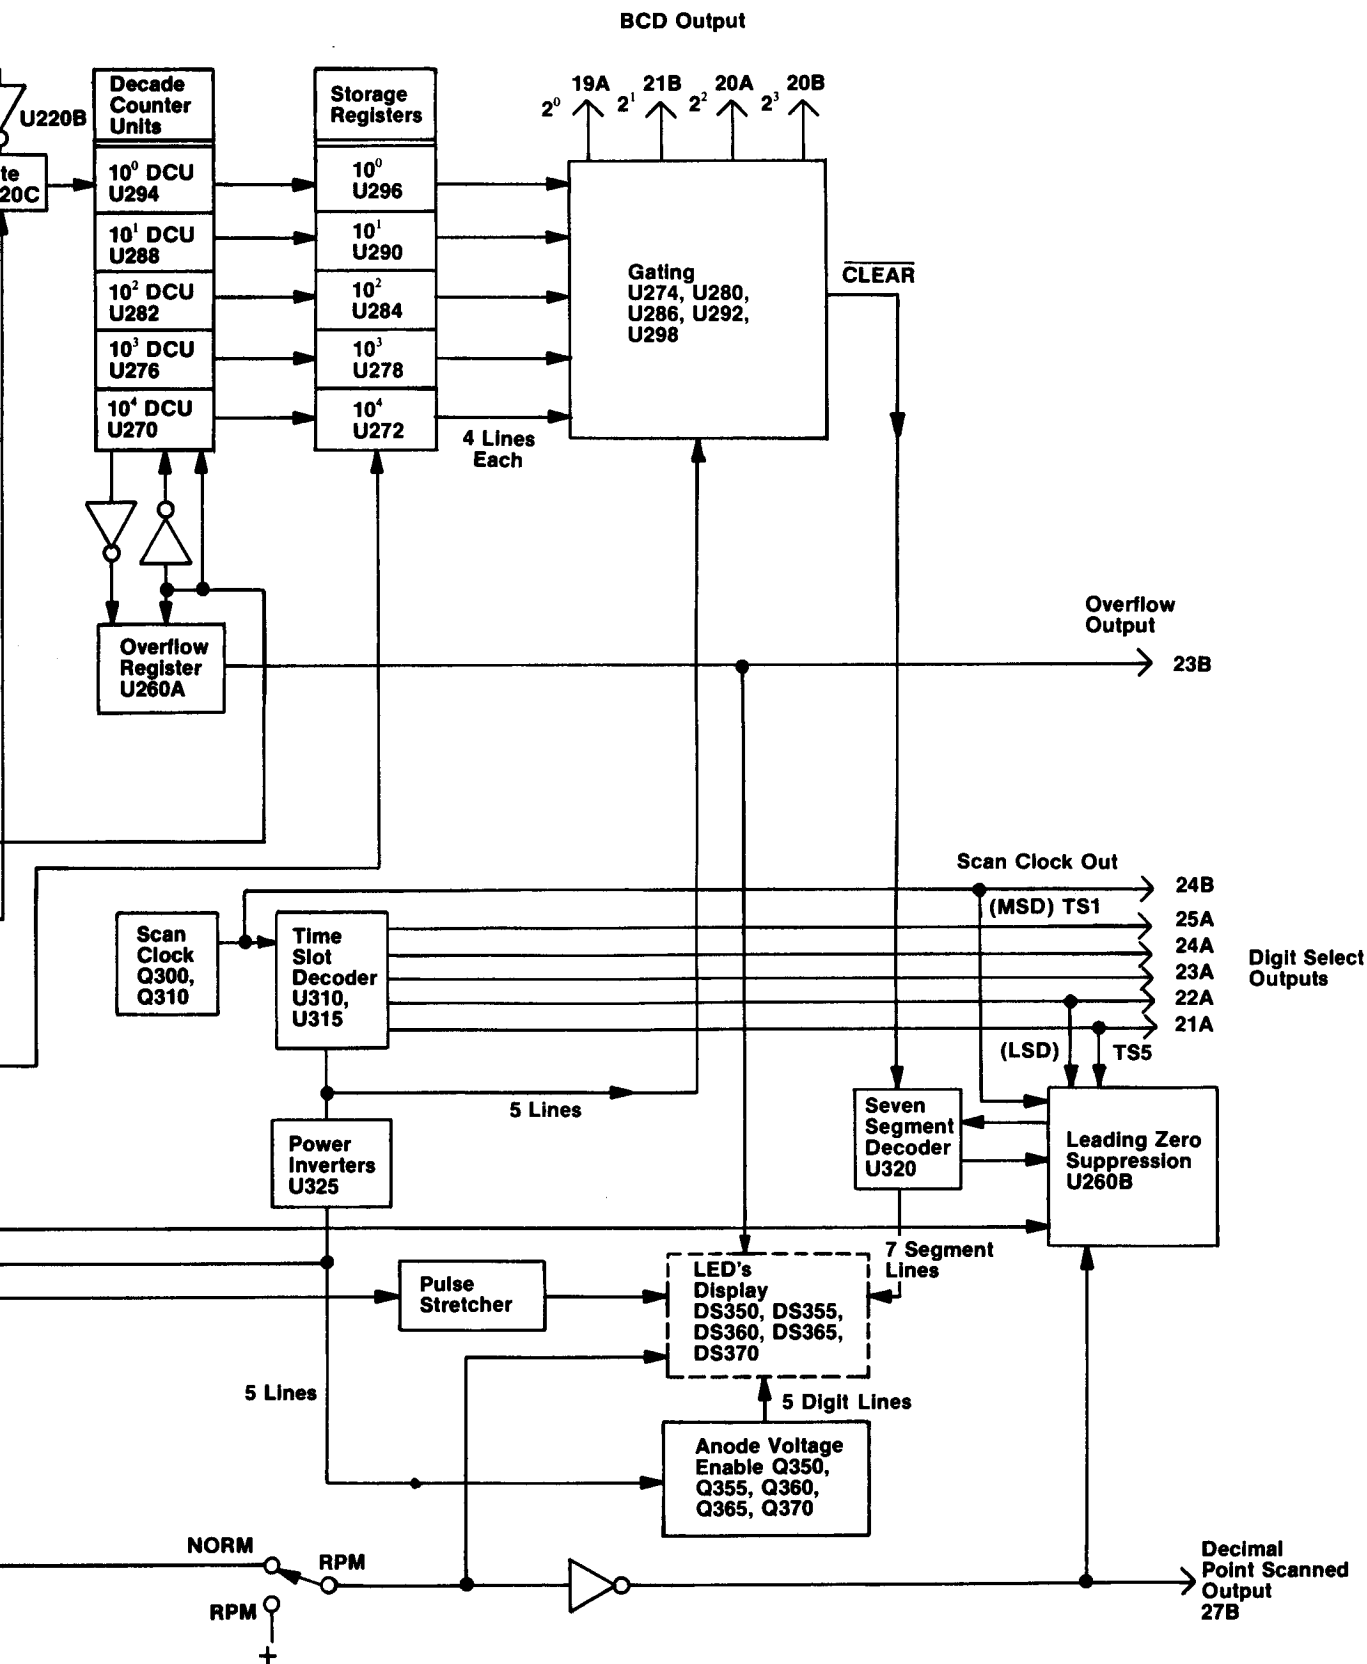 BCD Output
19A 21B 20A 20B
2⁰ 2¹ 2² 2³
U220B
te
20C
Decade
Counter
Units
10⁰ DCU
U294
10¹ DCU
U288
10² DCU
U282
10³ DCU
U276
10⁴ DCU
U270
Storage
Registers
10⁰
U296
10¹
U290
10²
U284
10³
U278
10⁴
U272
4 Lines
Each
Gating
U274, U280,
U286, U292,
U298
CLEAR
Overflow
Register
U260A
Overflow
Output
23B
Scan Clock Out
24B
(MSD) TS1
25A
24A
23A
22A
21A
Digit Select
Outputs
(LSD)
TS5
Scan
Clock
Q300,
Q310
Time
Slot
Decoder
U310,
U315
5 Lines
Power
Inverters
U325
Seven
Segment
Decoder
U320
Leading Zero
Suppression
U260B
7 Segment
Lines
Pulse
Stretcher
LED's
Display
DS350, DS355,
DS360, DS365,
DS370
5 Lines
5 Digit Lines
Anode Voltage
Enable Q350,
Q355, Q360,
Q365, Q370
NORM
RPM
RPM
+
Decimal
Point Scanned
Output
27B